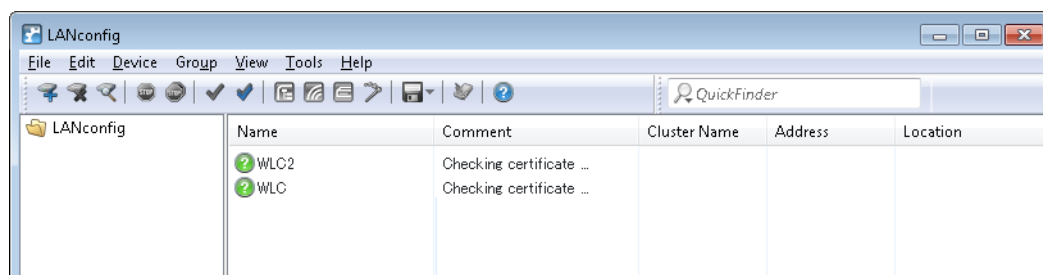 LANconfig
File Edit Device Group View Tools Help
QuickFinder
LANconfig
Name Comment Cluster Name Address Location
WLC2 Checking certificate ...
WLC Checking certificate ...